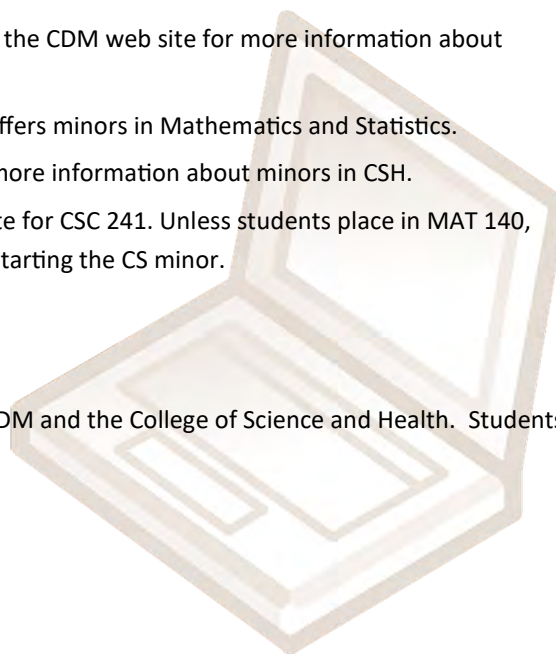 the CDM web site for more information about
ffers minors in Mathematics and Statistics.
more information about minors in CSH.
te for CSC 241. Unless students place in MAT 140,
starting the CS minor.
DM and the College of Science and Health. Students